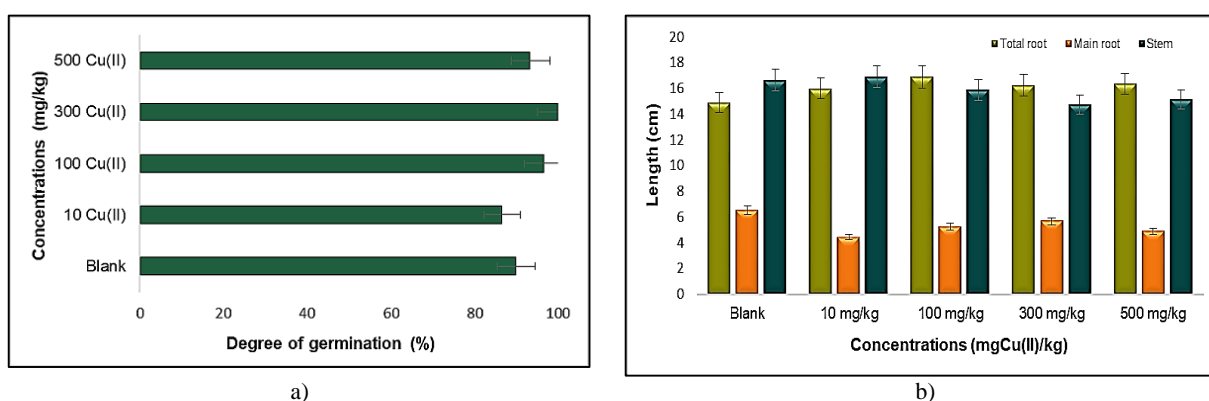 500 Cu(II)
300 Cu(II)
100 Cu(II)
10 Cu(II)
Blank
Concentrations (mg/kg)
0 20 40 60 80 100
Degree of germination (%)
a)
Total root Main root Stem
20
18
16
14
12
10
8
6
4
2
0
Length (cm)
Blank 10 mg/kg 100 mg/kg 300 mg/kg 500 mg/kg
Concentrations (mgCu(II)/kg)
b)